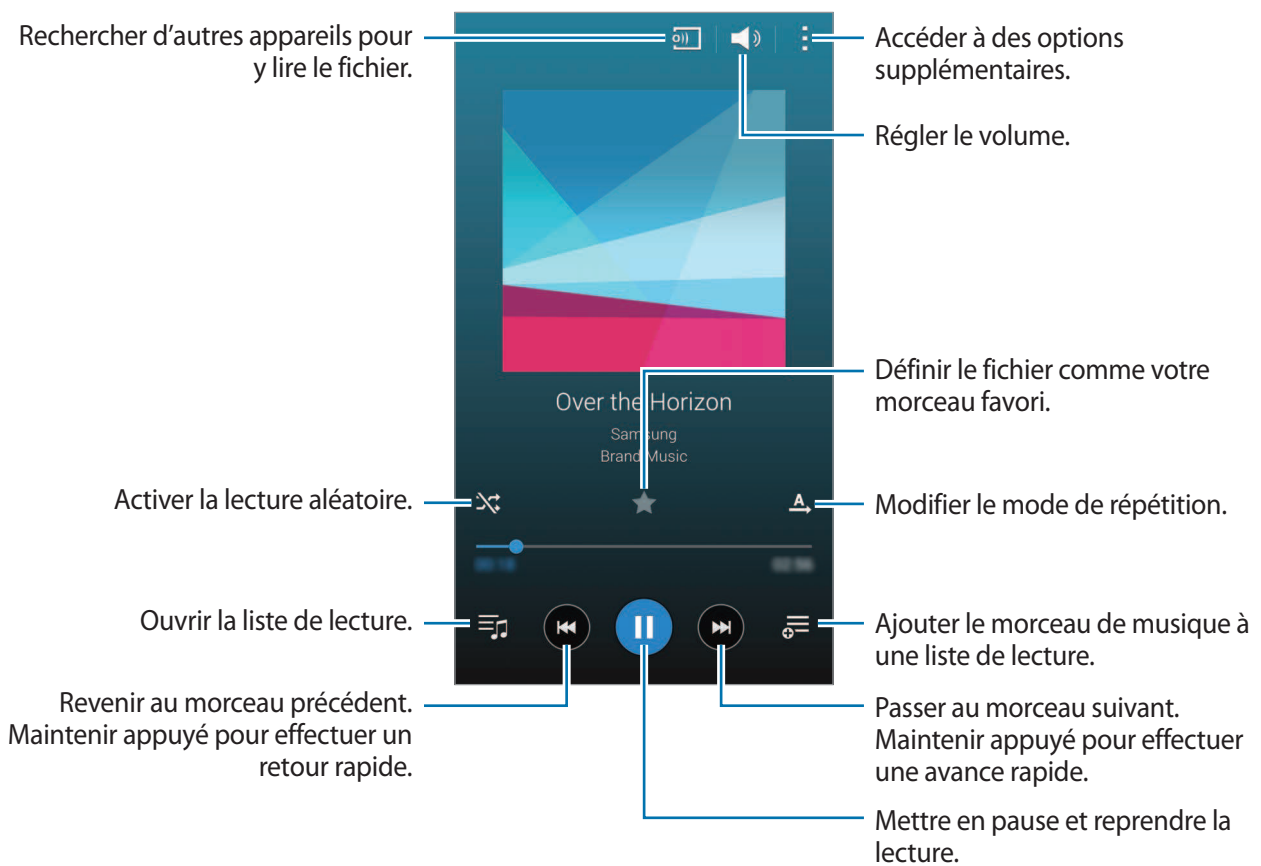 Rechercher d'autres appareils pour
y lire le fichier.
Accéder à des options
supplémentaires.
Régler le volume.
Définir le fichier comme votre
morceau favori.
Over the Horizon
Samsung
Brand Music
Activer la lecture aléatoire.
A
Modifier le mode de répétition.
00:18
02:56
Ouvrir la liste de lecture.
Ajouter le morceau de musique à
une liste de lecture.
Revenir au morceau précédent.
Maintenir appuyé pour effectuer un
retour rapide.
Passer au morceau suivant.
Maintenir appuyé pour effectuer
une avance rapide.
Mettre en pause et reprendre la
lecture.